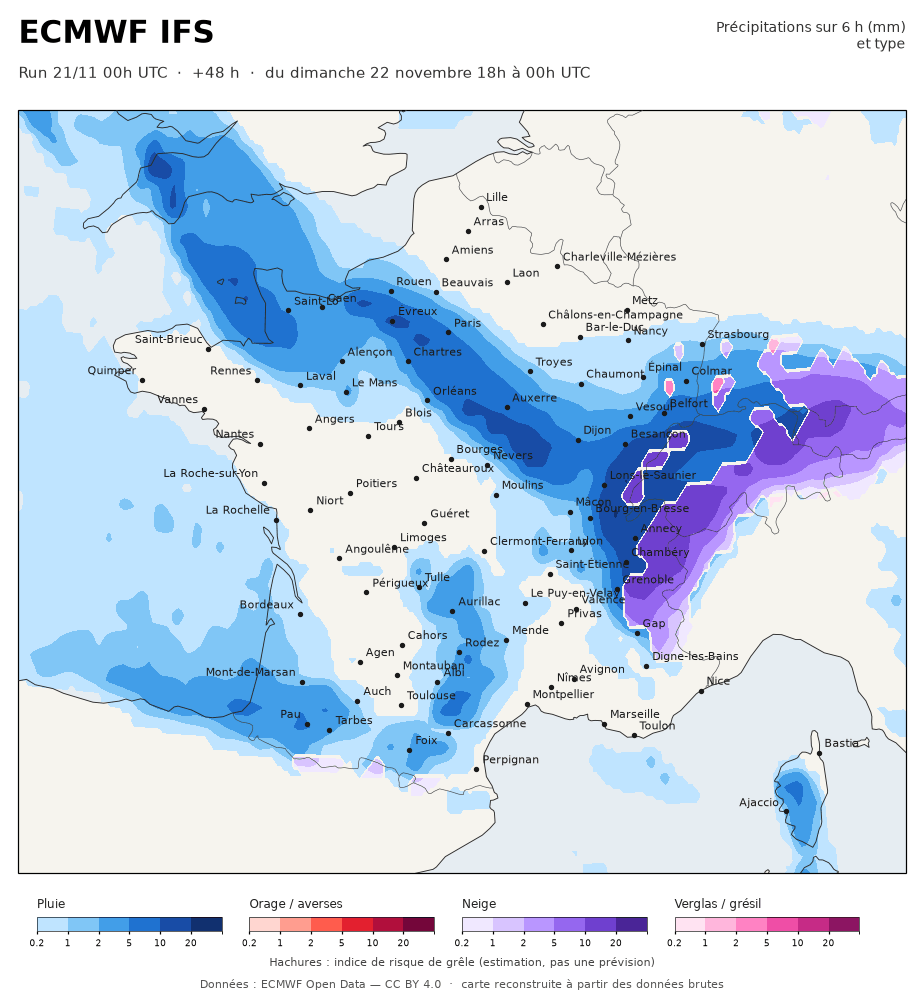 ECMWF IFS
Précipitations sur 6 h (mm)
et type
Run 21/11 00h UTC · +48 h · du dimanche 22 novembre 18h à 00h UTC
Lille
Arras
Amiens
Charleville-Mézières
Laon
Rouen
Beauvais
Saint-Lô
Caen
Metz
Évreux
Châlons-en-Champagne
Paris
Bar-le-Duc
Nancy
Strasbourg
Saint-Brieuc
Alençon
Chartres
Quimper
Rennes
Laval
Troyes
Chaumont
Épinal
Colmar
Le Mans
Orléans
Vannes
Auxerre
Vesoul
Belfort
Angers
Tours
Blois
Nantes
Dijon
Besançon
Bourges
Nevers
La Roche-sur-Yon
Châteauroux
Lons-le-Saunier
Poitiers
Moulins
Niort
La Rochelle
Mâcon
Bourg-en-Bresse
Guéret
Annecy
Limoges
Clermont-Ferrand
Lyon
Angoulême
Chambéry
Saint-Étienne
Périgueux
Tulle
Grenoble
Le Puy-en-Velay
Valence
Bordeaux
Aurillac
Privas
Gap
Cahors
Rodez
Mende
Agen
Digne-les-Bains
Mont-de-Marsan
Montauban
Albi
Nîmes
Avignon
Nice
Auch
Toulouse
Montpellier
Pau
Tarbes
Carcassonne
Marseille
Toulon
Foix
Bastia
Perpignan
Ajaccio
Pluie
Orage / averses
Neige
Verglas / grésil
0.2 1 2 5 10 20
0.2 1 2 5 10 20
0.2 1 2 5 10 20
0.2 1 2 5 10 20
Hachures : indice de risque de grêle (estimation, pas une prévision)
Données : ECMWF Open Data — CC BY 4.0 · carte reconstruite à partir des données brutes